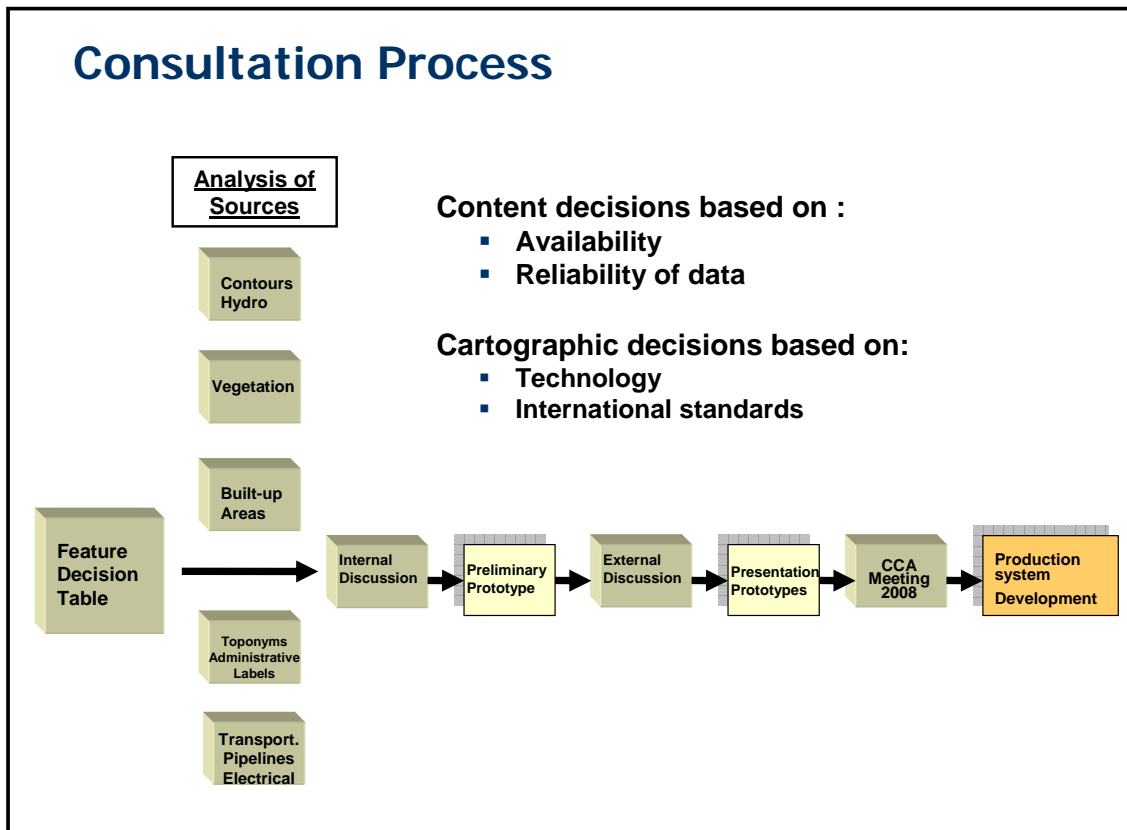 Consultation Process
Analysis of
Sources
Contours
Hydro
Vegetation
Built-up
Areas
Toponyms
Administrative
Labels
Transport.
Pipelines
Electrical
Content decisions based on :
▪ Availability
▪ Reliability of data
Cartographic decisions based on:
▪ Technology
▪ International standards
Feature
Decision
Table
Internal
Discussion
Preliminary
Prototype
External
Discussion
Presentation
Prototypes
CCA
Meeting
2008
Production
system
Development